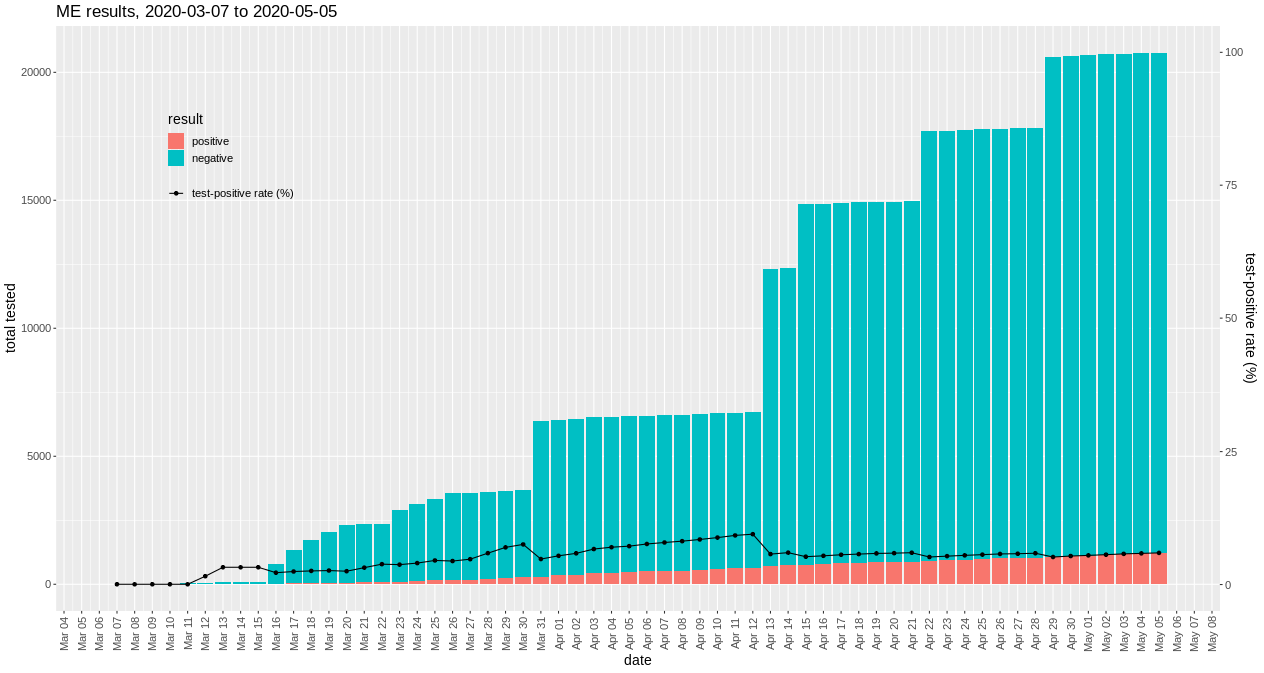 ME results, 2020-03-07 to 2020-05-05
total tested
20000
15000
10000
5000
0
result
positive
negative
test-positive rate (%)
100
75
50
25
0
test-positive rate (%)
Mar 04
Mar 05
Mar 06
Mar 07
Mar 08
Mar 09
Mar 10
Mar 11
Mar 12
Mar 13
Mar 14
Mar 15
Mar 16
Mar 17
Mar 18
Mar 19
Mar 20
Mar 21
Mar 22
Mar 23
Mar 24
Mar 25
Mar 26
Mar 27
Mar 28
Mar 29
Mar 30
Mar 31
Apr 01
Apr 02
Apr 03
Apr 04
Apr 05
Apr 06
Apr 07
Apr 08
Apr 09
Apr 10
Apr 11
Apr 12
Apr 13
Apr 14
Apr 15
Apr 16
Apr 17
Apr 18
Apr 19
Apr 20
Apr 21
Apr 22
Apr 23
Apr 24
Apr 25
Apr 26
Apr 27
Apr 28
Apr 29
Apr 30
May 01
May 02
May 03
May 04
May 05
May 06
May 07
May 08
date